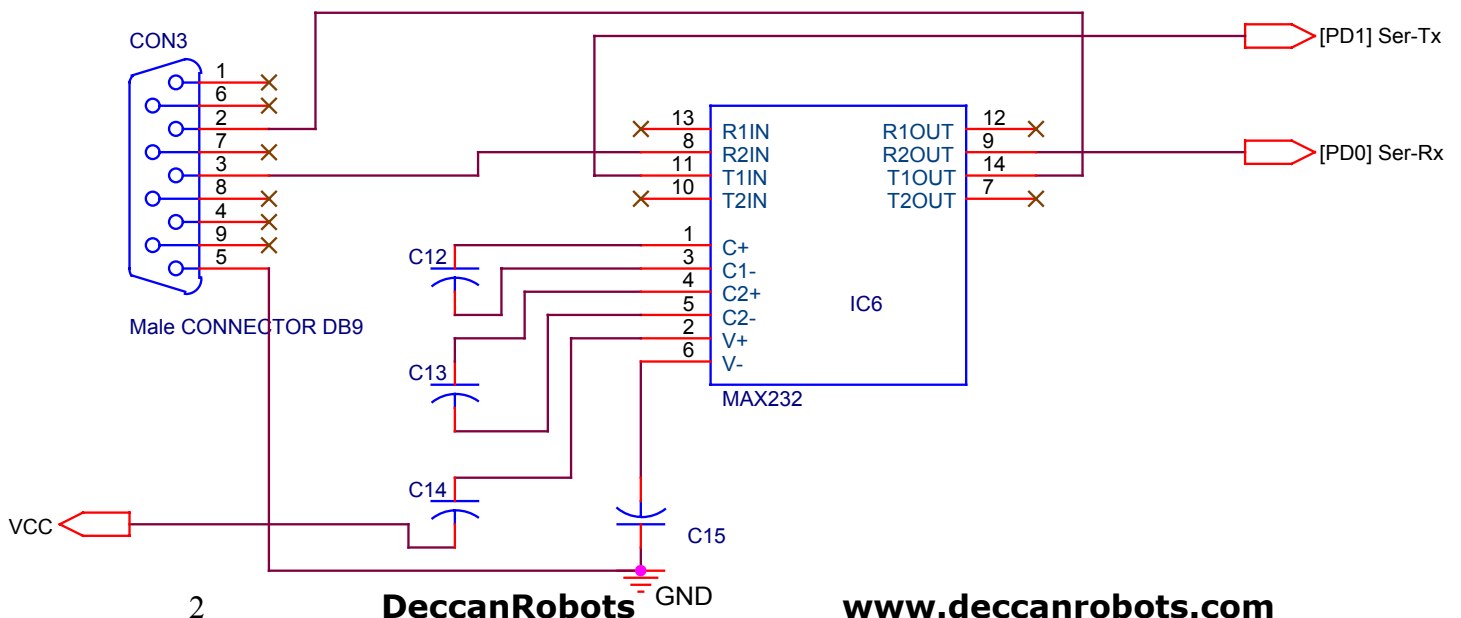 CON3
1
6
2
7
3
8
4
9
5
Male CONNECTOR DB9
[PD1] Ser-Tx
[PD0] Ser-Rx
13 R1IN R1OUT 12
8 R2IN R2OUT 9
11 T1IN T1OUT 14
10 T2IN T2OUT 7
1 C+
3 C1-
4 C2+
5 C2-
2 V+
6 V-
IC6
MAX232
C12
C13
C14
C15
VCC
GND
2 DeccanRobots www.deccanrobots.com